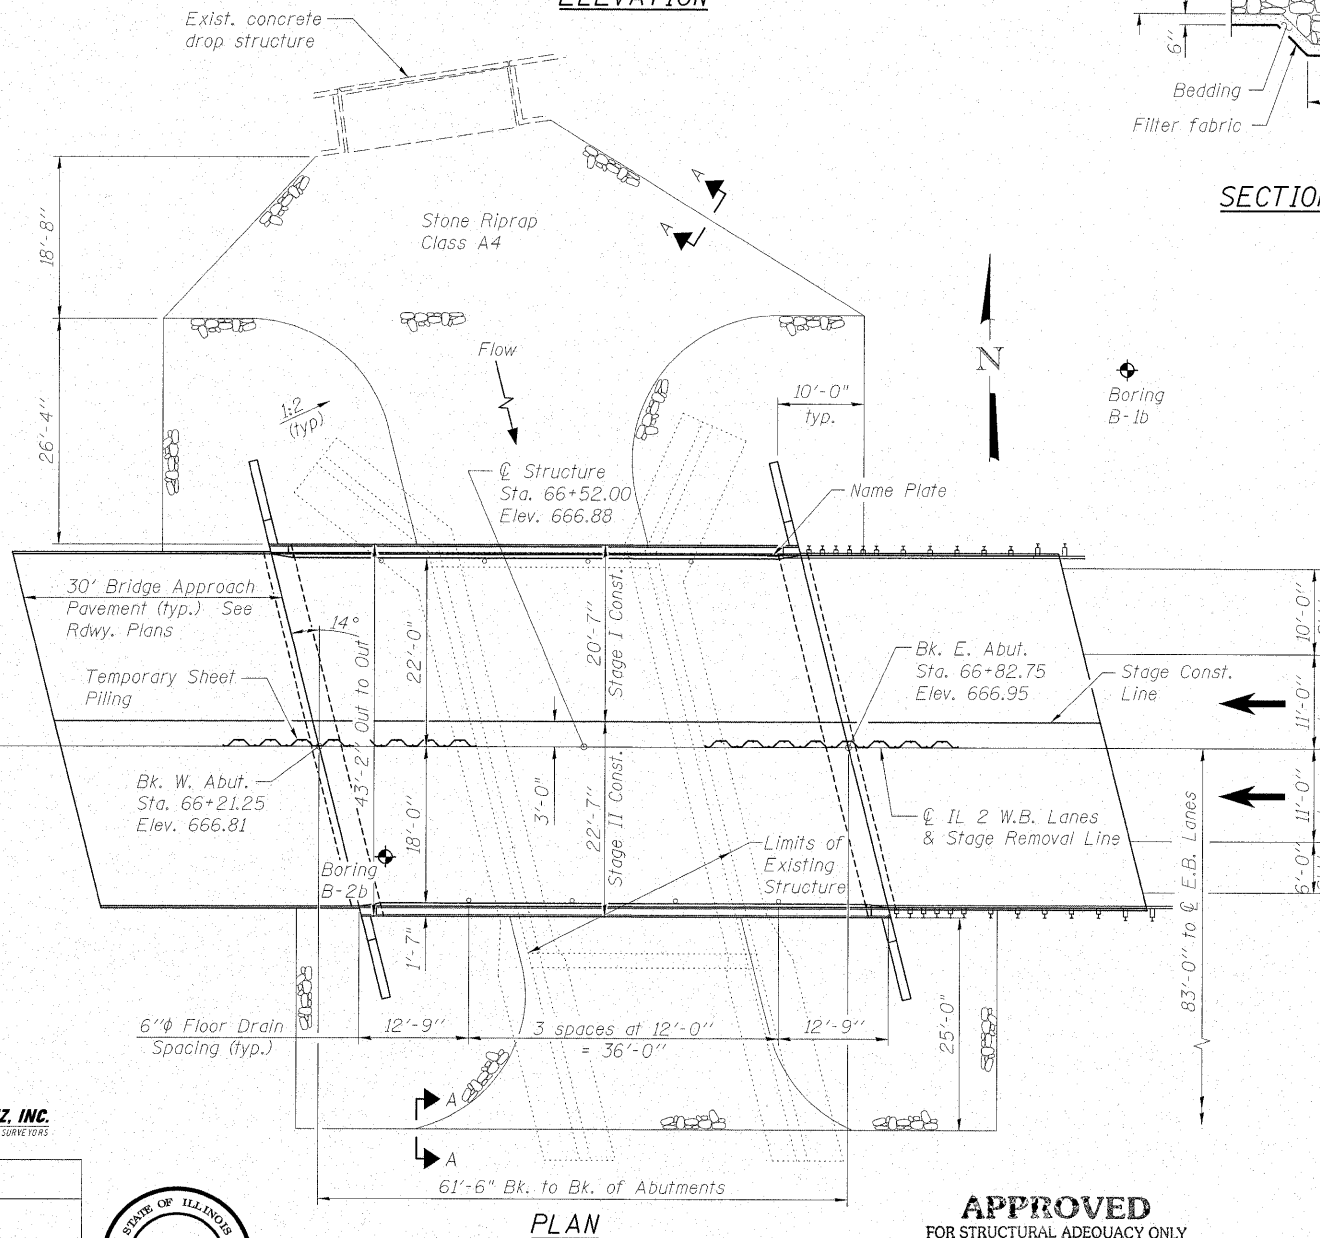 ELEVATION
Exist. concrete
drop structure
6"
Bedding
Filter fabric
SECTION
18'-8"
Stone Riprap
Class A4
A
A
Flow
N
26'-4"
1:2
(typ)
10'-0"
typ.
Boring
B-1b
℄ Structure
Sta. 66+52.00
Elev. 666.88
Name Plate
30' Bridge Approach
Pavement (typ.) See
Rdwy. Plans
14°
43'-2" Out to Out
22'-0"
20'-7"
Stage I Const.
10'-0"
Bk. E. Abut.
Sta. 66+82.75
Elev. 666.95
Stage Const.
Line
11'-0"
Temporary Sheet
Piling
Bk. W. Abut.
Sta. 66+21.25
Elev. 666.81
3'-0"
18'-0"
22'-7"
Stage II Const.
℄ IL 2 W.B. Lanes
& Stage Removal Line
11'-0"
6'-0"
Limits of
Existing
Structure
Boring
B-2b
1'-7"
83'-0" to ℄ E.B. Lanes
6"φ Floor Drain
Spacing (typ.)
12'-9"
3 spaces at 12'-0"
= 36'-0"
12'-9"
25'-0"
Z, INC.
SURVEYORS
A
A
61'-6" Bk. to Bk. of Abutments
PLAN
STATE OF ILLINOIS
APPROVED
FOR STRUCTURAL ADEQUACY ONLY